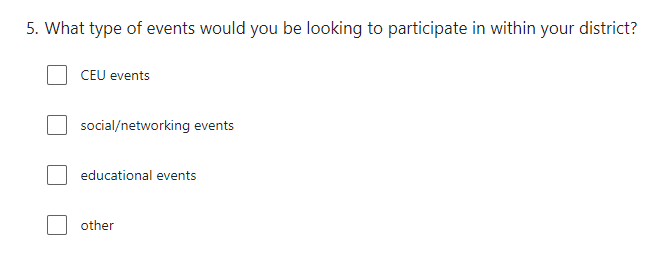 5. What type of events would you be looking to participate in within your district?
CEU events
social/networking events
educational events
other